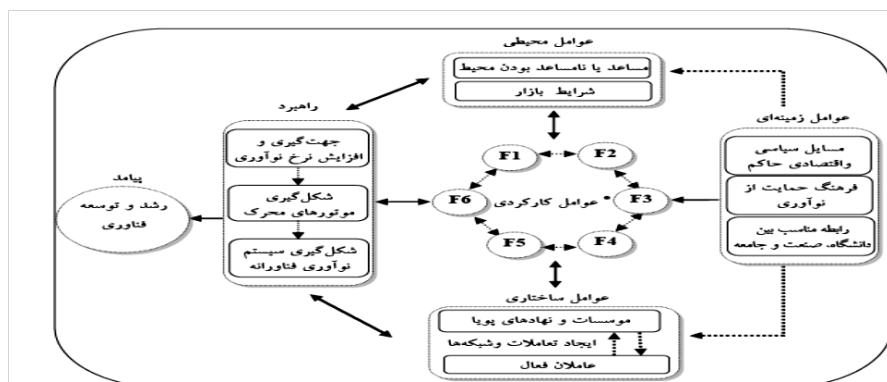 عوامل محیطی
مساعد یا نامساعد بودن محیط
شرایط بازار
عوامل زمینه‌ای
مسایل سیاسی
واقتصادی حاکم
فرهنگ حمایت از
نوآوری
رابطه مناسب بین
دانشگاه، صنعت و جامعه
راهبرد
جهت‌گیری و
افزایش نرخ نوآوری
شکل‌گیری
موتورهای محرک
شکل‌گیری سیستم
نوآوری فناورانه
پیامد
رشد و توسعه
فناوری
F1
F2
F3
F4
F5
F6
* عوامل کارکردی
عوامل ساختاری
موسسات و نهادهای پویا
ایجاد تعاملات وشبکه‌ها
عاملان فعال